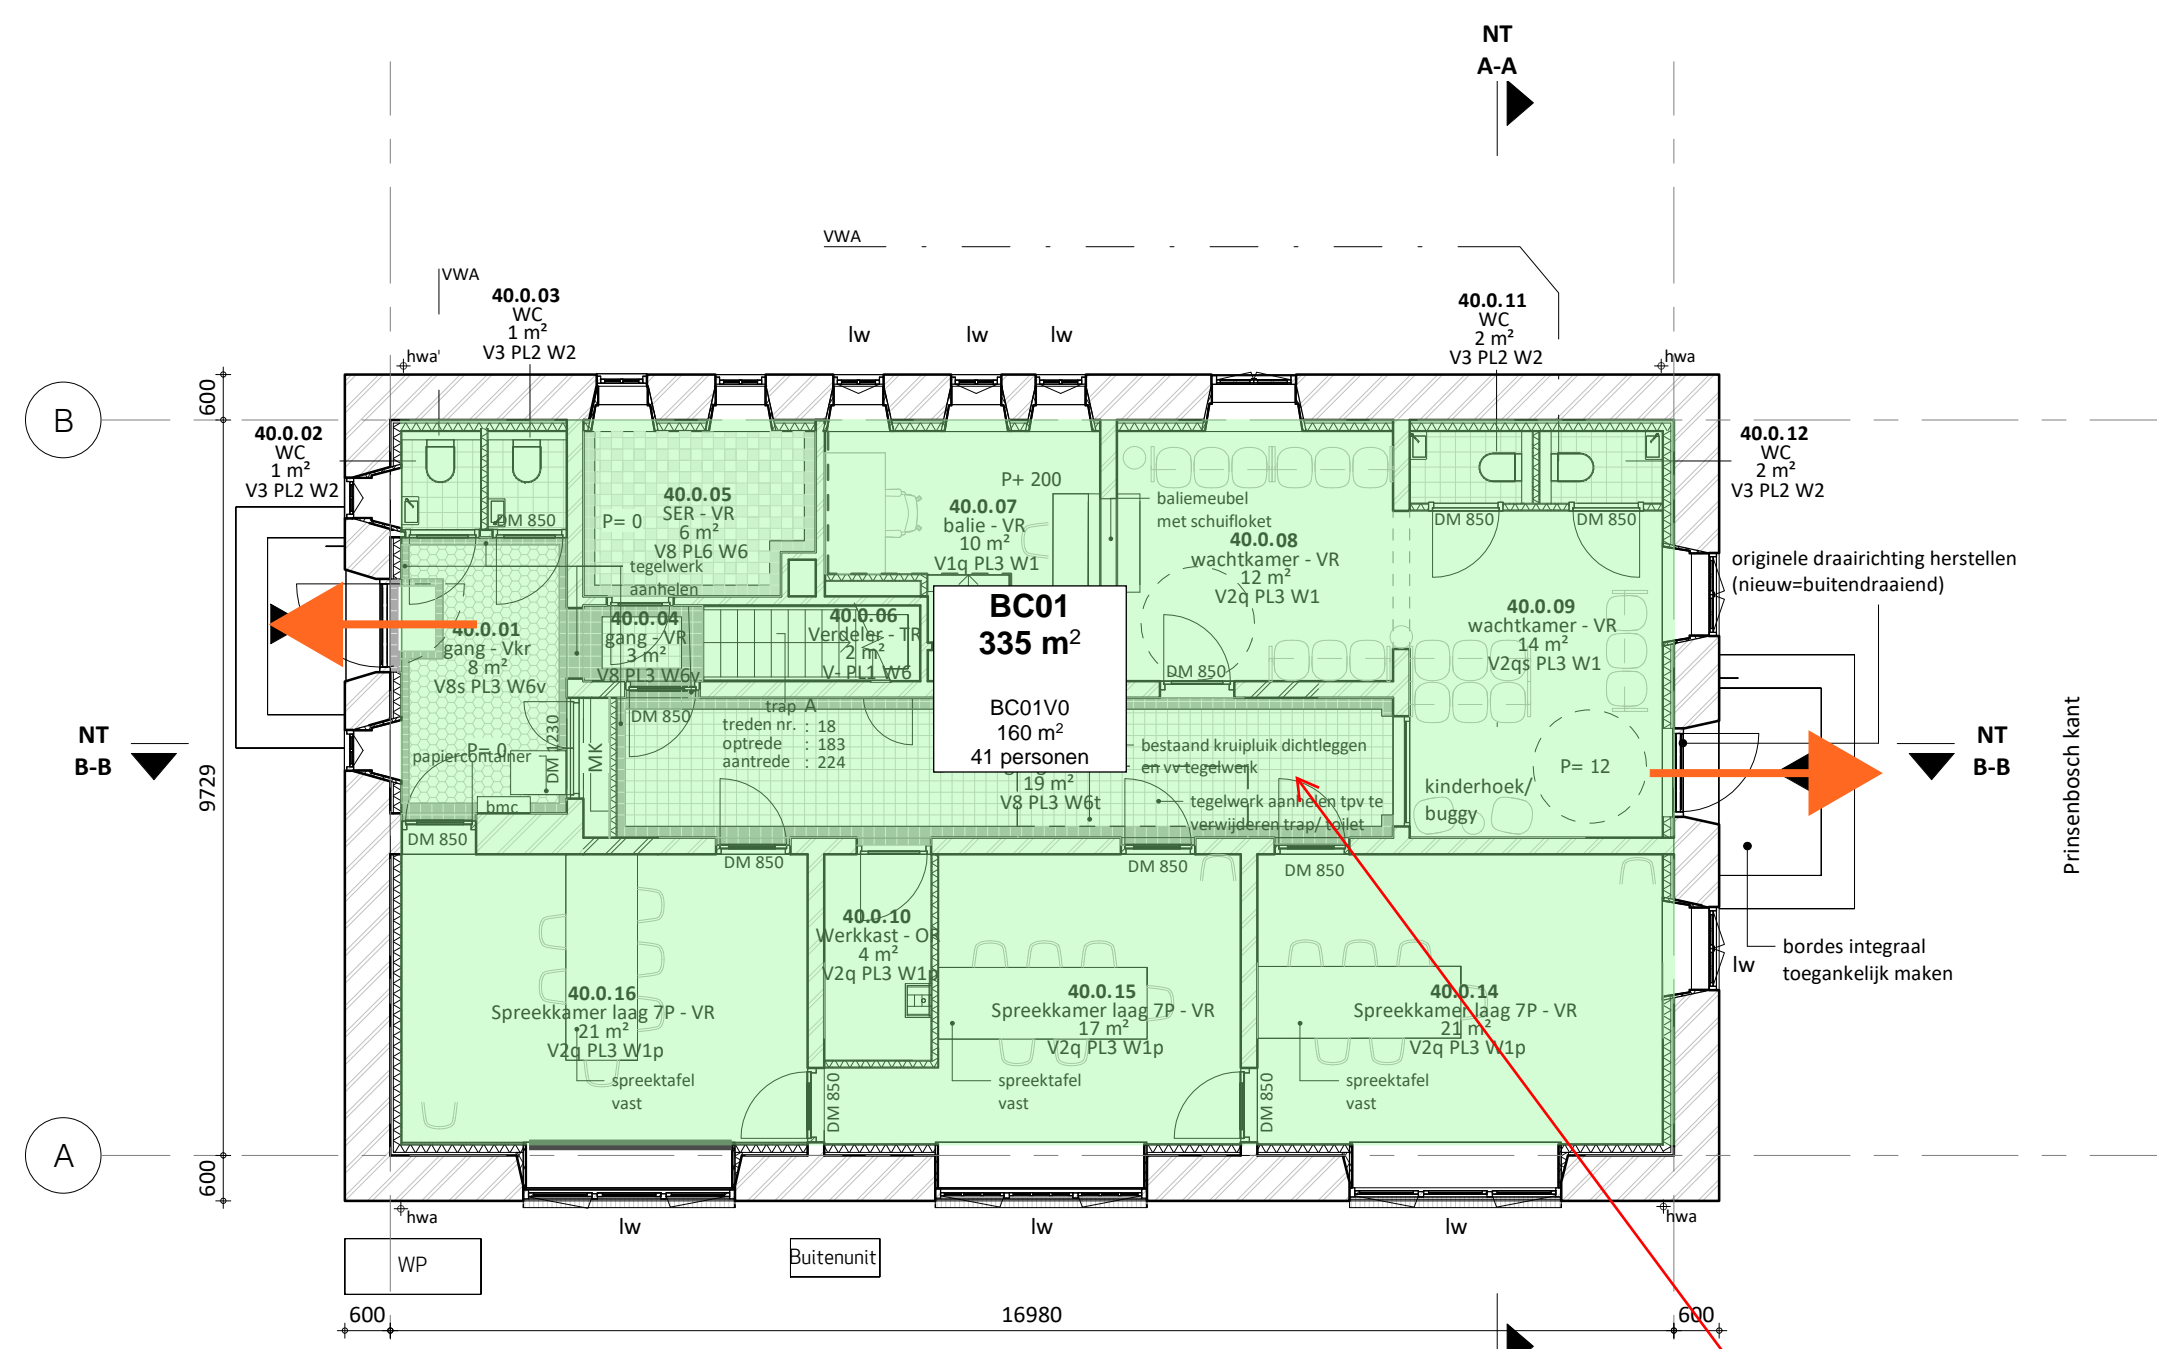 NT
A-A
VWA
VWA
40.0.03
WC
1 m²
V3 PL2 W2
lw
lw
lw
40.0.11
WC
2 m²
V3 PL2 W2
hwa
hwa
600
B
40.0.02
WC
1 m²
V3 PL2 W2
40.0.12
WC
2 m²
V3 PL2 W2
DM 850
P= 0
40.0.05
SER - VR
6 m²
V8 PL6 W6
P+ 200
40.0.07
balie - VR
10 m²
V1q PL3 W1
baliemeubel
met schuifloket
40.0.08
wachtkamer - VR
12 m²
V2q PL3 W1
DM 850
DM 850
originele draairichting herstellen
(nieuw=buitendraaiend)
tegelwerk
aanhelen
40.0.01
gang - Vkr
8 m²
V8s PL3 W6v
40.0.04
gang - VR
3 m²
V8 PL3 W6v
40.0.06
Verdeler - TR
2 m²
V- PL1 W6
BC01
335 m²
BC01V0
160 m²
41 personen
40.0.09
wachtkamer - VR
14 m²
V2qs PL3 W1
DM 850
DM 850
trap A
treden nr. : 18
optrede : 183
aantrede : 224
NT
B-B
P= 0
papiercontainer
DM 1230
MK
bmc
bestaand kruipluik dichtleggen
en vv tegelwerk
19 m²
V8 PL3 W6t
tegelwerk aanhelen tpv te
verwijderen trap/ toilet
kinderhoek/
buggy
P= 12
NT
B-B
Prinsenbosch kant
9729
DM 850
DM 850
DM 850
DM 850
40.0.10
Werkkast - OR
4 m²
V2q PL3 W1p
bordes integraal
toegankelijk maken
lw
40.0.16
Spreekkamer laag 7P - VR
21 m²
V2q PL3 W1p
40.0.15
Spreekkamer laag 7P - VR
17 m²
V2q PL3 W1p
40.0.14
Spreekkamer laag 7P - VR
21 m²
V2q PL3 W1p
spreektafel
vast
DM 850
spreektafel
vast
DM 850
spreektafel
vast
A
600
hwa
lw
lw
lw
hwa
WP
Buitenunit
600
16980
600